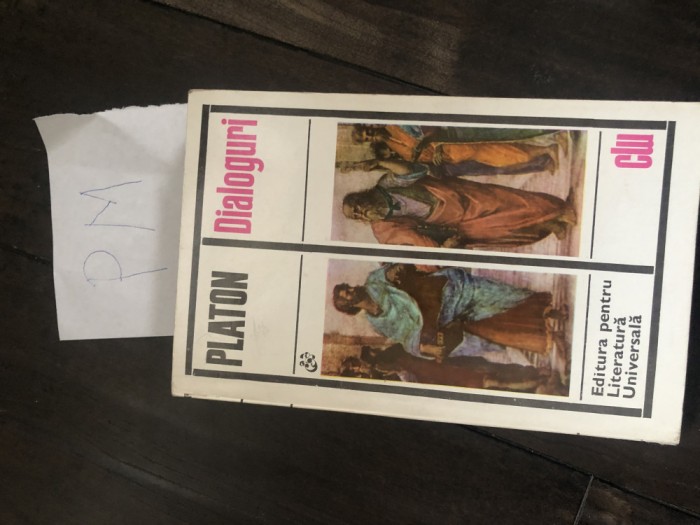 PM
PLATON
Dialoguri
Editura pentru
Literatură
Universală
clu